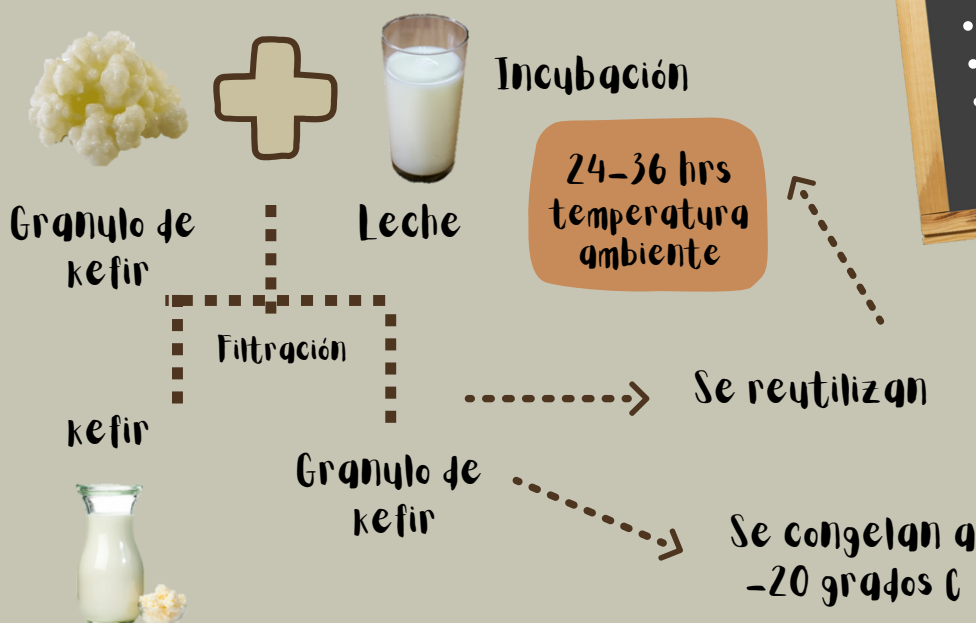 Incubación
24-36 hrs
temperatura
ambiente
Granulo de
kefir
Leche
Filtración
kefir
Granulo de
kefir
Se reutilizan
Se congelan a
-20 grados C